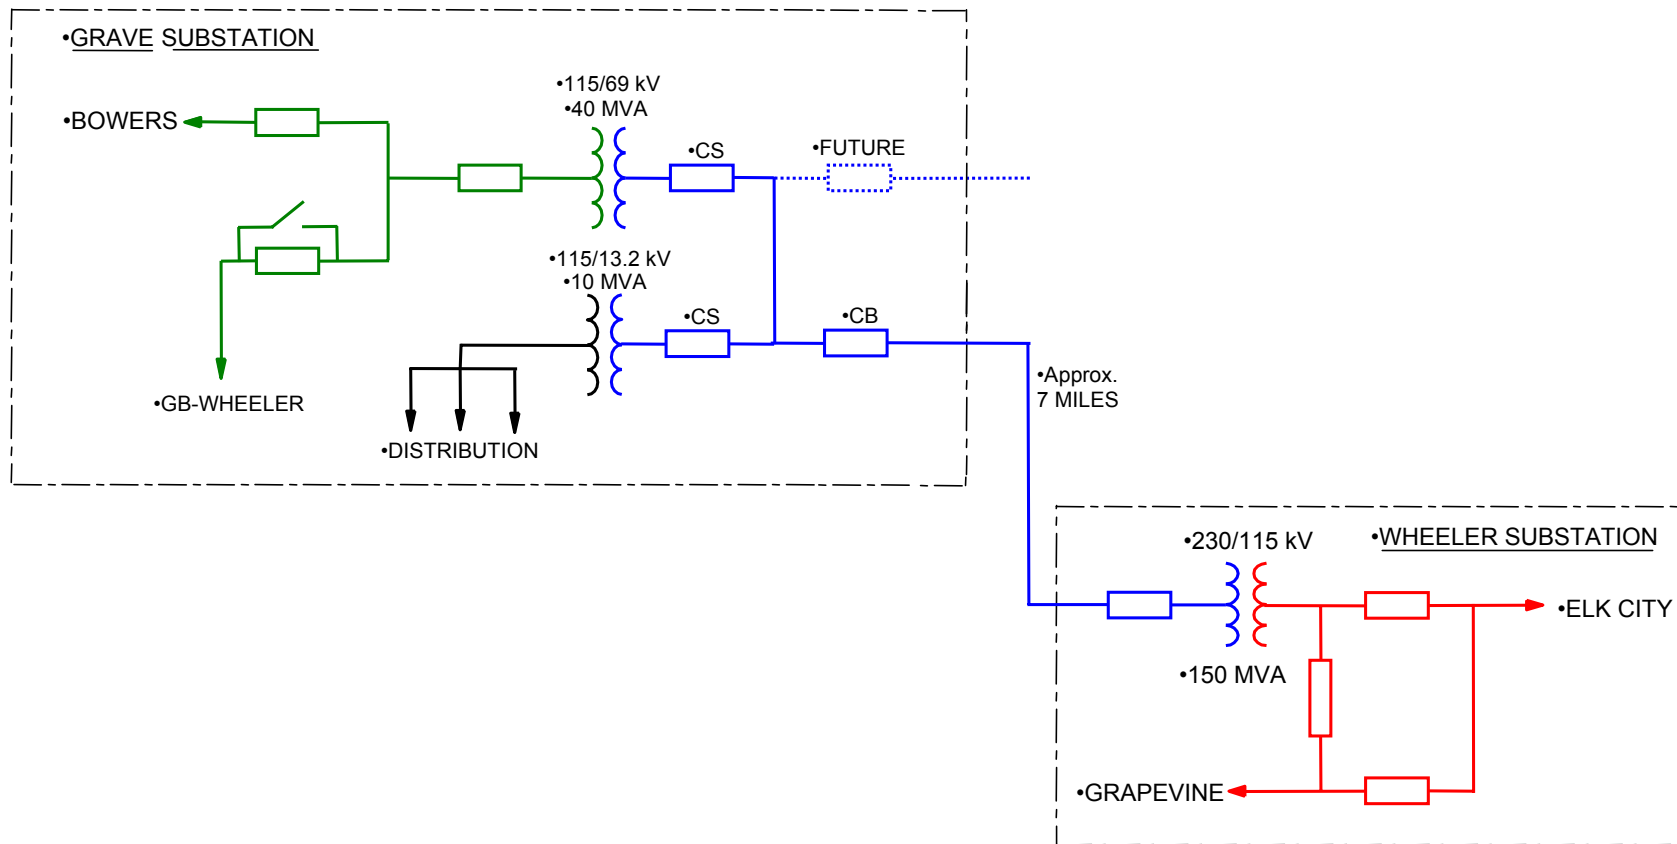 •GRAVE SUBSTATION
•115/69 kV
•40 MVA
•BOWERS
•CS
•FUTURE
•115/13.2 kV
•10 MVA
•CS
•CB
•Approx.
7 MILES
•GB-WHEELER
•DISTRIBUTION
•230/115 kV
•WHEELER SUBSTATION
•ELK CITY
•150 MVA
•GRAPEVINE